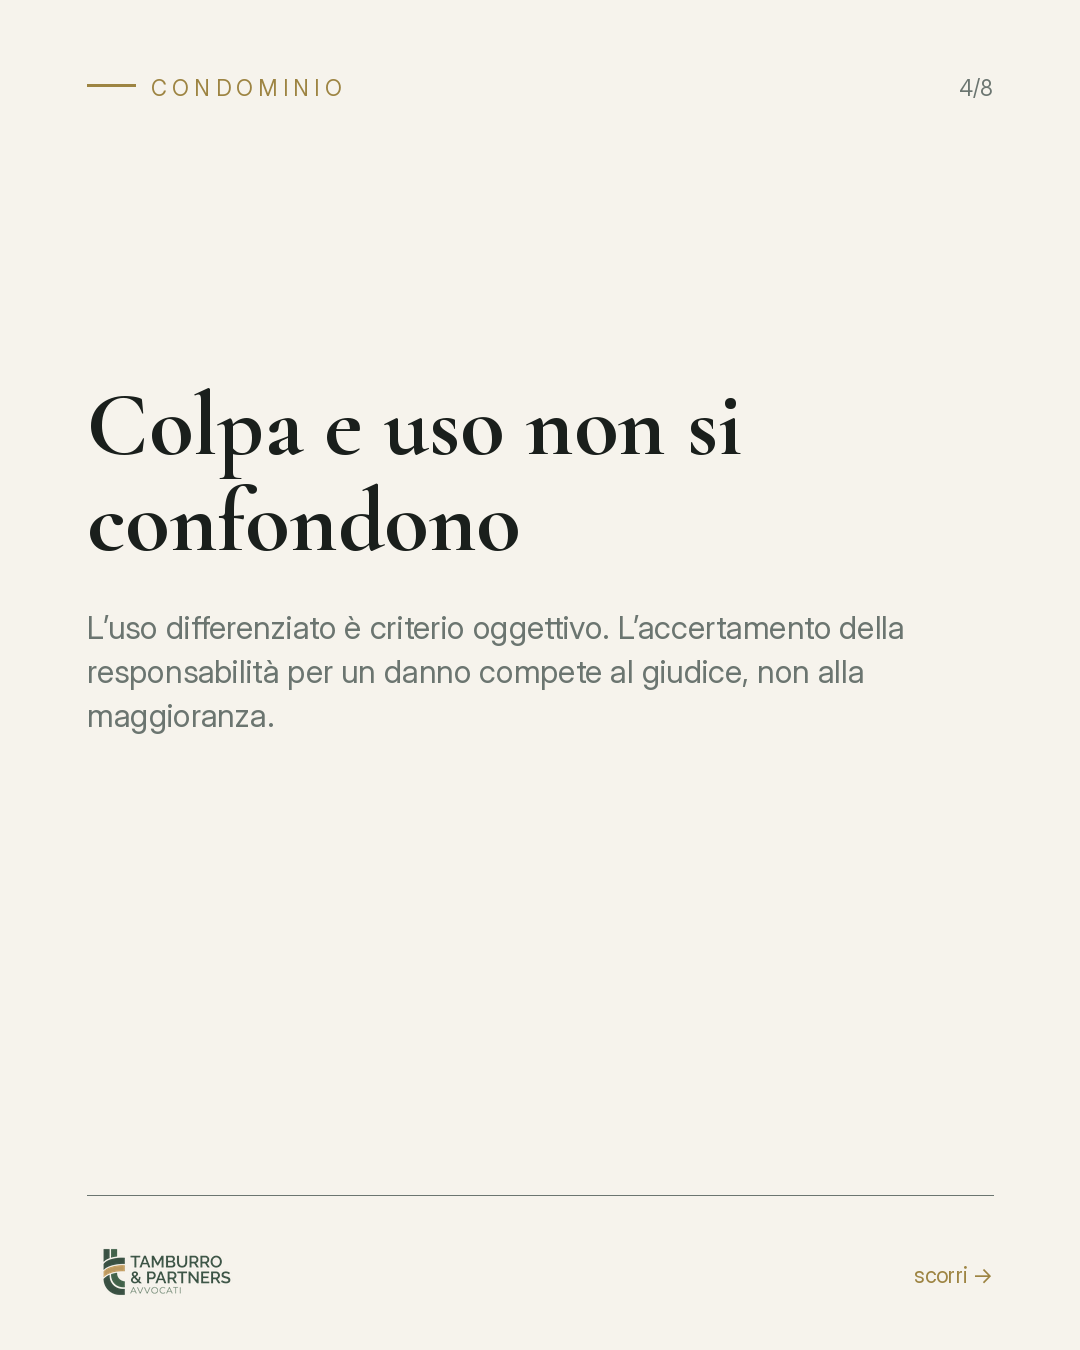 CONDOMINIO
4/8
Colpa e uso non si
confondono
L’uso differenziato è criterio oggettivo. L’accertamento della
responsabilità per un danno compete al giudice, non alla
maggioranza.
TAMBURRO
& PARTNERS
AVVOCATI
scorri →